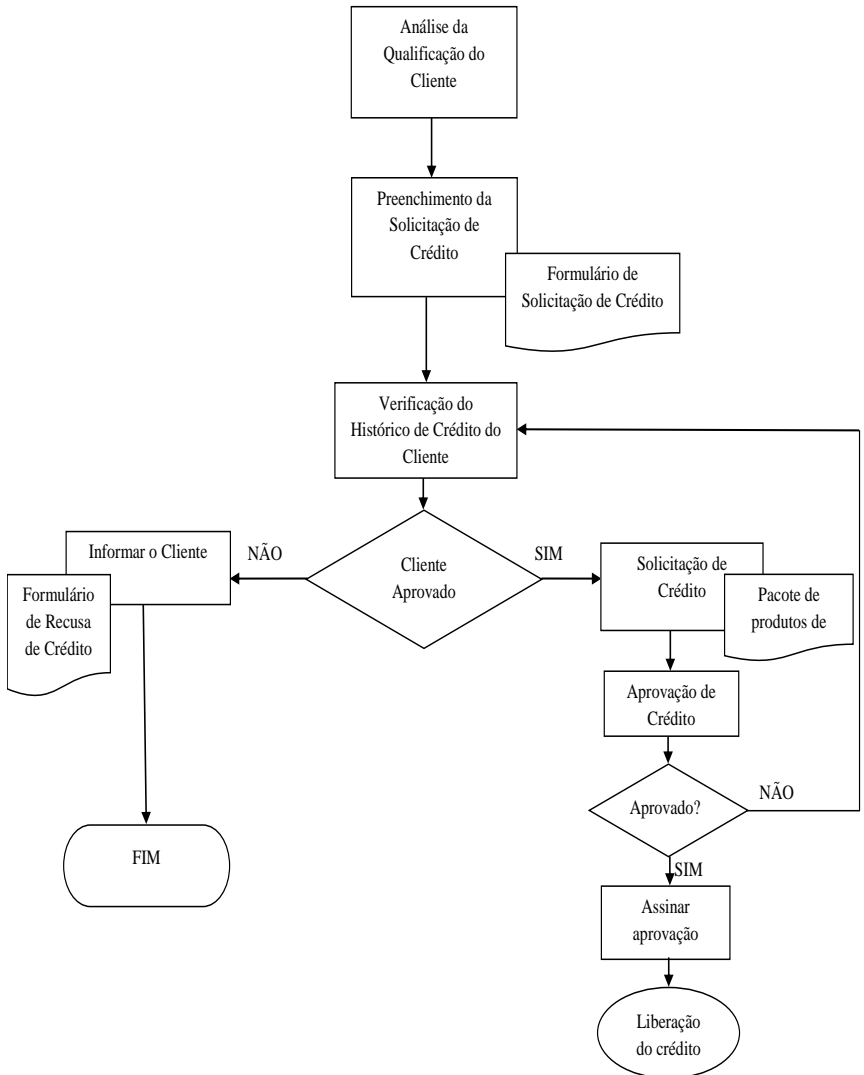 Análise da
Qualificação do
Cliente
Preenchimento da
Solicitação de
Crédito
Formulário de
Solicitação de Crédito
Verificação do
Histórico de Crédito do
Cliente
Informar o Cliente
NÃO
Cliente
Aprovado
SIM
Solicitação de
Crédito
Formulário
de Recusa
de Crédito
Pacote de
produtos de
Aprovação de
Crédito
Aprovado?
NÃO
SIM
FIM
Assinar
aprovação
Liberação
do crédito